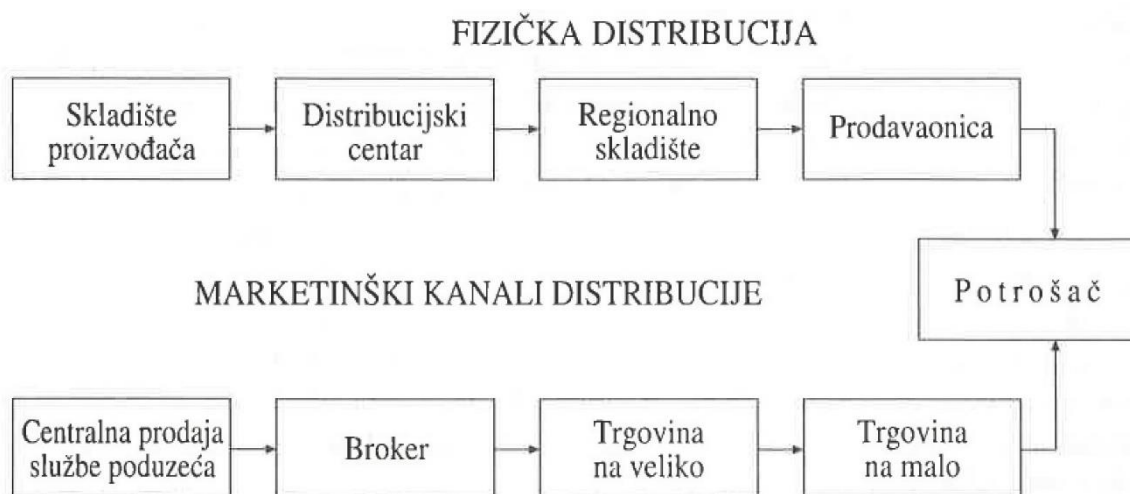 FIZIČKA DISTRIBUCIJA
Skladište
proizvođača
Distribucijski
centar
Regionalno
skladište
Prodavaonica
MARKETINŠKI KANALI DISTRIBUCIJE
Potrošač
Centralna prodaja
službe poduzeća
Broker
Trgovina
na veliko
Trgovina
na malo